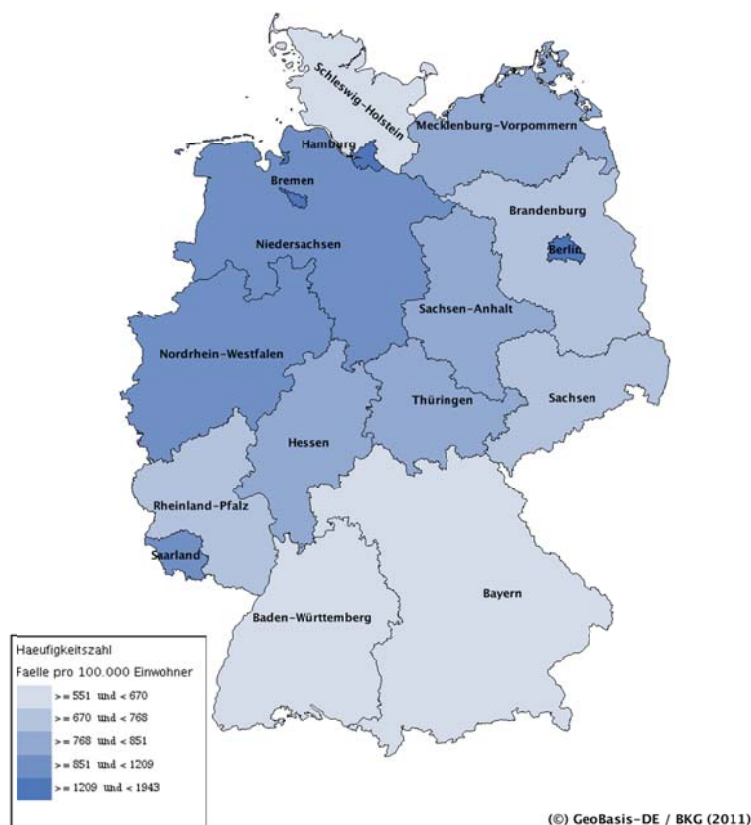 Schleswig-Holstein
Mecklenburg-Vorpommern
Hamburg
Bremen
Brandenburg
Berlin
Niedersachsen
Sachsen-Anhalt
Nordrhein-Westfalen
Thüringen
Sachsen
Hessen
Rheinland-Pfalz
Saarland
Bayern
Baden-Württemberg
Haeufigkeitszahl
Faelle pro 100.000 Einwohner
>= 551 und < 670
>= 670 und < 768
>= 768 und < 851
>= 851 und < 1209
>= 1209 und < 1943
(©) GeoBasis-DE / BKG (2011)